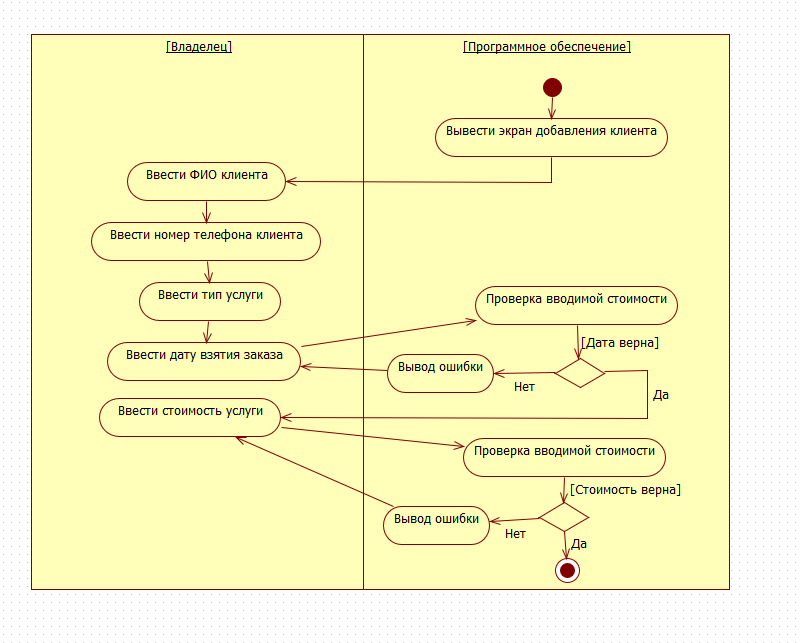 [Владелец]
[Программное обеспечение]
Вывести экран добавления клиента
Ввести ФИО клиента
Ввести номер телефона клиента
Ввести тип услуги
Проверка вводимой стоимости
[Дата верна]
Ввести дату взятия заказа
Вывод ошибки
Нет
Да
Ввести стоимость услуги
Проверка вводимой стоимости
[Стоимость верна]
Вывод ошибки
Нет
Да